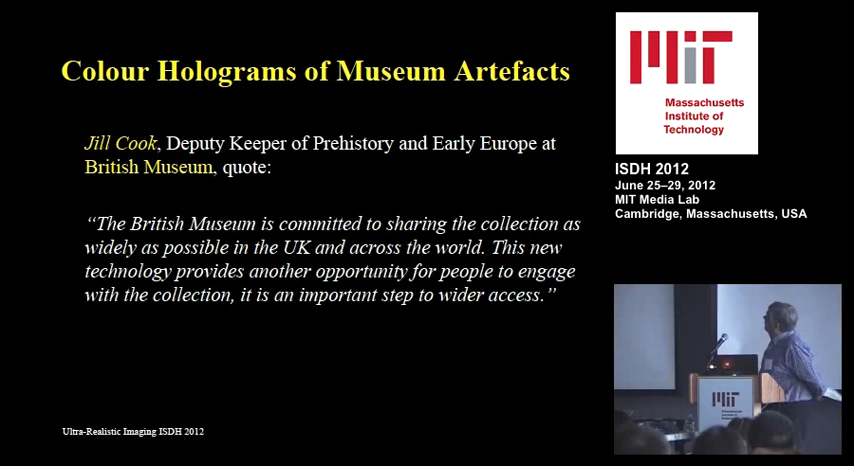 Colour Holograms of Museum Artefacts
Jill Cook, Deputy Keeper of Prehistory and Early Europe at
British Museum, quote:
“The British Museum is committed to sharing the collection as
widely as possible in the UK and across the world. This new
technology provides another opportunity for people to engage
with the collection, it is an important step to wider access.”
Ultra-Realistic Imaging ISDH 2012
MIT
Massachusetts
Institute of
Technology
ISDH 2012
June 25–29, 2012
MIT Media Lab
Cambridge, Massachusetts, USA
MIT